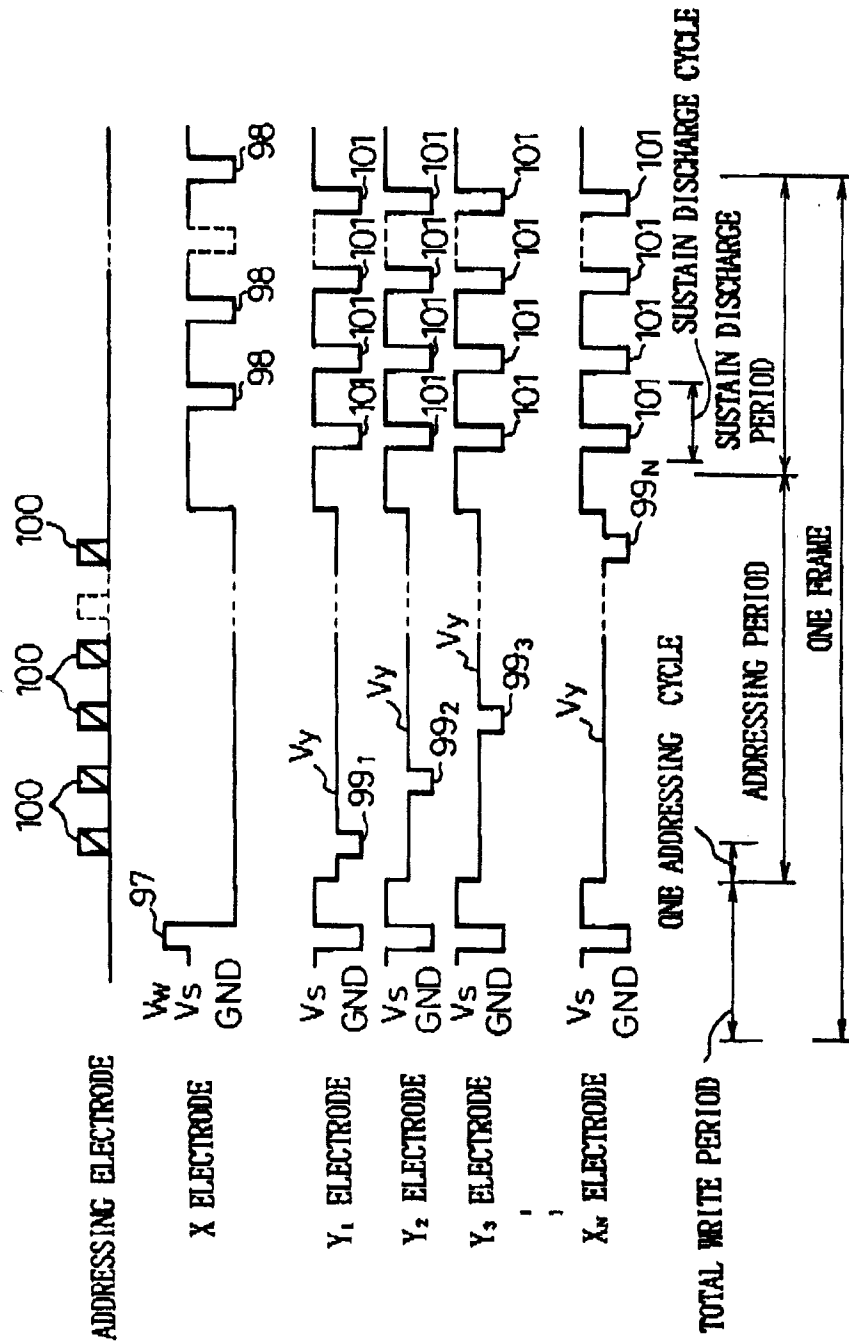 ADDRESSING ELECTRODE
100 100 100
X ELECTRODE
Vw
Vs
GND
97
98 98 98
Y1 ELECTRODE
Vs
GND
Vy
991
101 101 101 101
Y2 ELECTRODE
Vs
GND
Vy
992
101 101 101 101
Y3 ELECTRODE
Vs
GND
Vy
993
101 101 101 101
XN ELECTRODE
Vs
GND
Vy
99N
101 101 101 101
TOTAL WRITE PERIOD
ONE ADDRESSING CYCLE
ADDRESSING PERIOD
SUSTAIN DISCHARGE CYCLE
SUSTAIN DISCHARGE
PERIOD
ONE FRAME